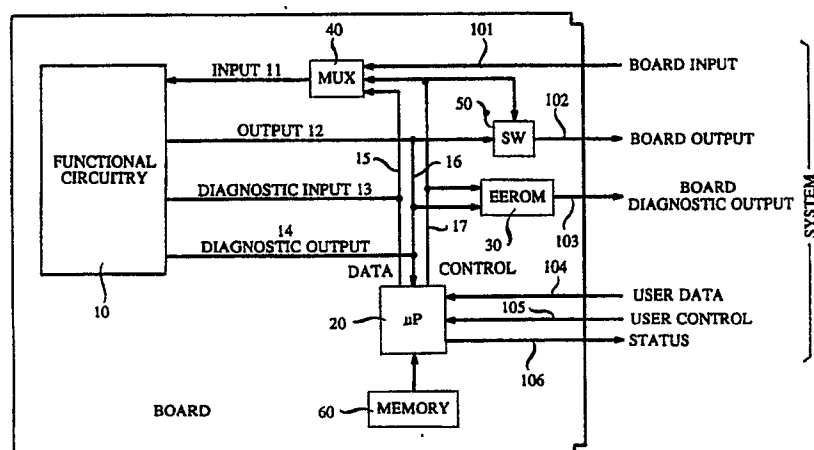 40
101
INPUT 11
MUX
BOARD INPUT
50
102
OUTPUT 12
SW
BOARD OUTPUT
FUNCTIONAL
CIRCUITRY
15
16
DIAGNOSTIC INPUT 13
EEROM
BOARD
DIAGNOSTIC OUTPUT
14
17
30
103
DIAGNOSTIC OUTPUT
DATA
CONTROL
104
10
USER DATA
20
μP
105
USER CONTROL
STATUS
106
BOARD
60
MEMORY
SYSTEM